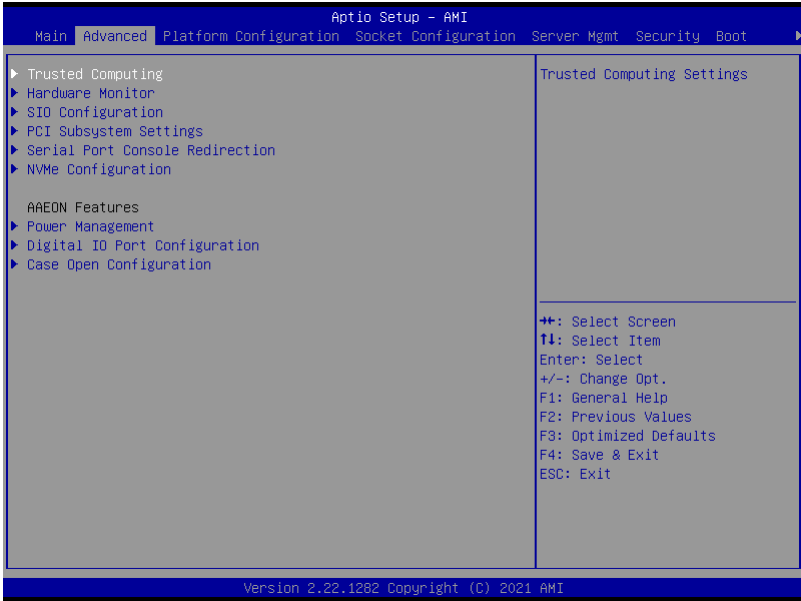 Aptio Setup – AMI
Main Advanced Platform Configuration Socket Configuration Server Mgmt Security Boot
Trusted Computing
Hardware Monitor
SIO Configuration
PCI Subsystem Settings
Serial Port Console Redirection
NVMe Configuration
AAEON Features
Power Management
Digital IO Port Configuration
Case Open Configuration
Trusted Computing Settings
→←: Select Screen
↑↓: Select Item
Enter: Select
+/-: Change Opt.
F1: General Help
F2: Previous Values
F3: Optimized Defaults
F4: Save & Exit
ESC: Exit
Version 2.22.1282 Copyright (C) 2021 AMI